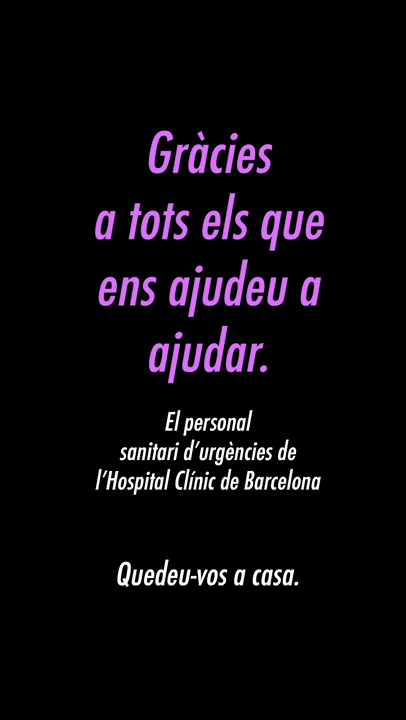 Gràcies
a tots els que
ens ajudeu a
ajudar.
El personal
sanitari d'urgències de
l'Hospital Clínic de Barcelona
Quedeu-vos a casa.